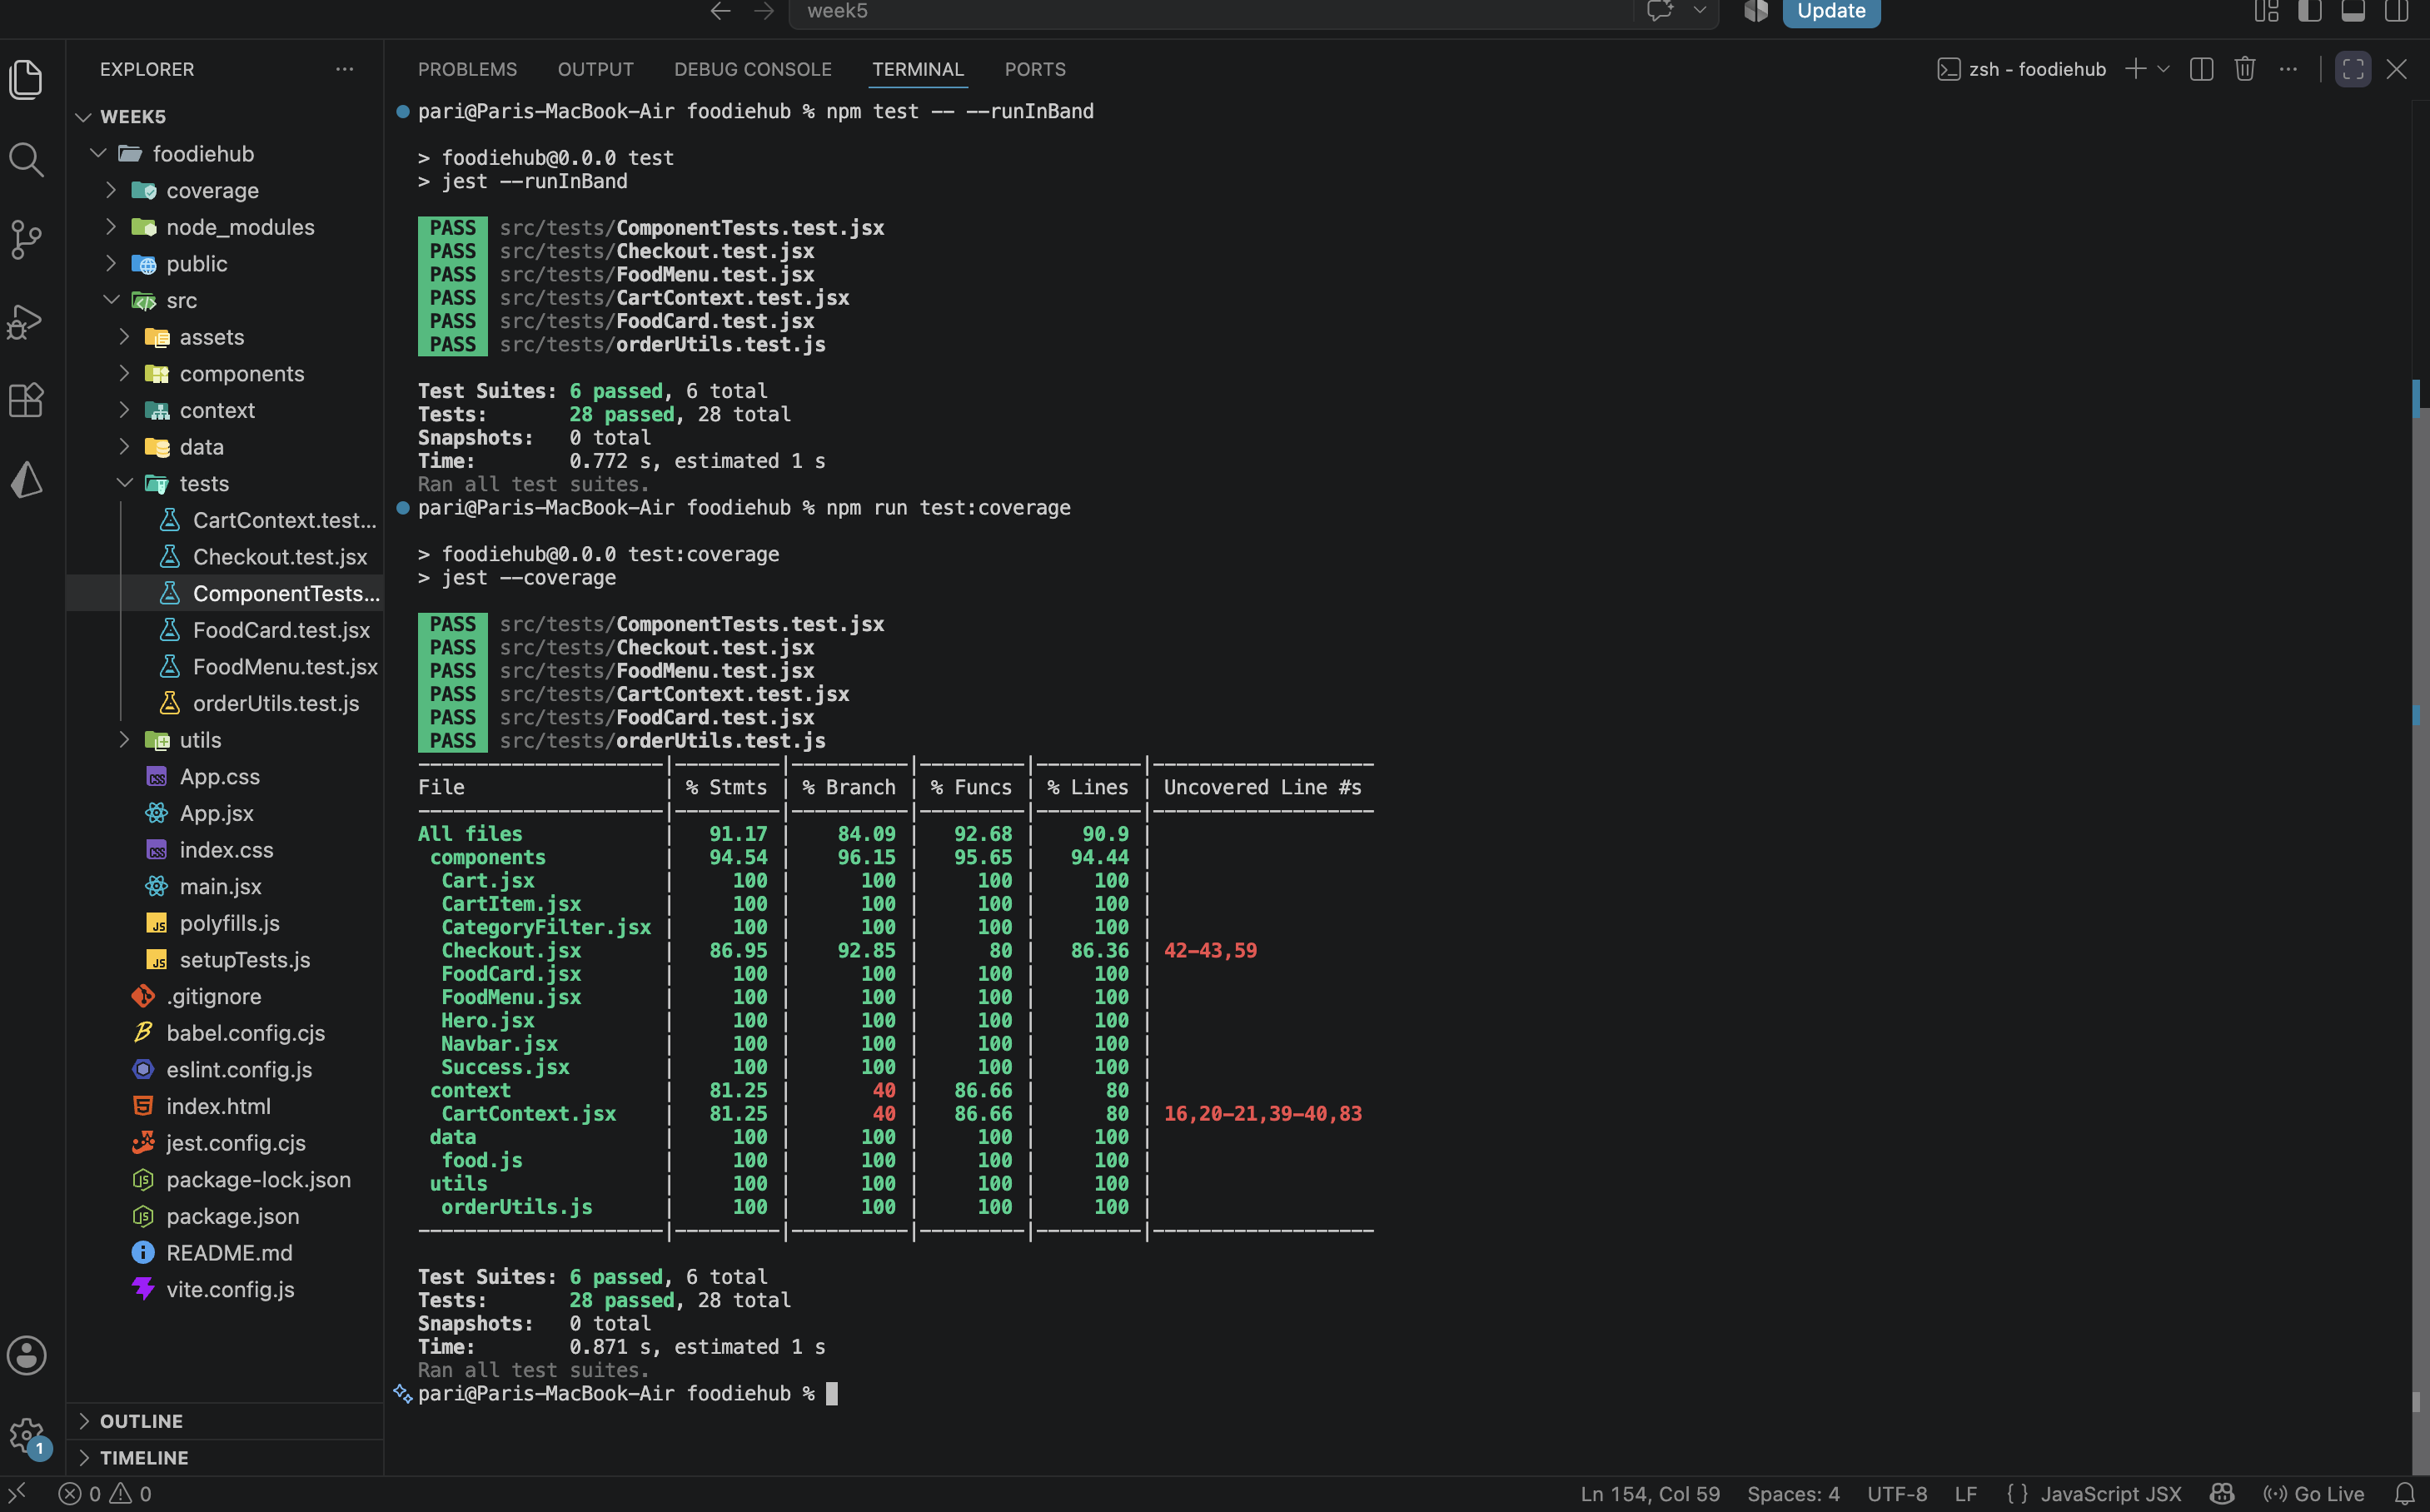 week5
Update
EXPLORER
WEEK5
foodiehub
coverage
node_modules
public
src
assets
components
context
data
tests
CartContext.test...
Checkout.test.jsx
ComponentTests...
FoodCard.test.jsx
FoodMenu.test.jsx
orderUtils.test.js
utils
App.css
App.jsx
index.css
main.jsx
polyfills.js
setupTests.js
.gitignore
babel.config.cjs
eslint.config.js
index.html
jest.config.cjs
package-lock.json
package.json
README.md
vite.config.js
OUTLINE
TIMELINE
1
PROBLEMS OUTPUT DEBUG CONSOLE TERMINAL PORTS
zsh - foodiehub
pari@Paris-MacBook-Air foodiehub % npm test -- --runInBand
> foodiehub@0.0.0 test
> jest --runInBand
PASS src/tests/ComponentTests.test.jsx
PASS src/tests/Checkout.test.jsx
PASS src/tests/FoodMenu.test.jsx
PASS src/tests/CartContext.test.jsx
PASS src/tests/FoodCard.test.jsx
PASS src/tests/orderUtils.test.js
Test Suites: 6 passed, 6 total
Tests: 28 passed, 28 total
Snapshots: 0 total
Time: 0.772 s, estimated 1 s
Ran all test suites.
pari@Paris-MacBook-Air foodiehub % npm run test:coverage
> foodiehub@0.0.0 test:coverage
> jest --coverage
PASS src/tests/ComponentTests.test.jsx
PASS src/tests/Checkout.test.jsx
PASS src/tests/FoodMenu.test.jsx
PASS src/tests/CartContext.test.jsx
PASS src/tests/FoodCard.test.jsx
PASS src/tests/orderUtils.test.js
---------------------|---------|----------|---------|---------|-------------------
File | % Stmts | % Branch | % Funcs | % Lines | Uncovered Line #s
---------------------|---------|----------|---------|---------|-------------------
All files | 91.17 | 84.09 | 92.68 | 90.9 |
components | 94.54 | 96.15 | 95.65 | 94.44 |
Cart.jsx | 100 | 100 | 100 | 100 |
CartItem.jsx | 100 | 100 | 100 | 100 |
CategoryFilter.jsx | 100 | 100 | 100 | 100 |
Checkout.jsx | 86.95 | 92.85 | 80 | 86.36 | 42-43,59
FoodCard.jsx | 100 | 100 | 100 | 100 |
FoodMenu.jsx | 100 | 100 | 100 | 100 |
Hero.jsx | 100 | 100 | 100 | 100 |
Navbar.jsx | 100 | 100 | 100 | 100 |
Success.jsx | 100 | 100 | 100 | 100 |
context | 81.25 | 40 | 86.66 | 80 |
CartContext.jsx | 81.25 | 40 | 86.66 | 80 | 16,20-21,39-40,83
data | 100 | 100 | 100 | 100 |
food.js | 100 | 100 | 100 | 100 |
utils | 100 | 100 | 100 | 100 |
orderUtils.js | 100 | 100 | 100 | 100 |
---------------------|---------|----------|---------|---------|-------------------
Test Suites: 6 passed, 6 total
Tests: 28 passed, 28 total
Snapshots: 0 total
Time: 0.871 s, estimated 1 s
Ran all test suites.
pari@Paris-MacBook-Air foodiehub %
0 0 Ln 154, Col 59 Spaces: 4 UTF-8 LF {} JavaScript JSX Go Live